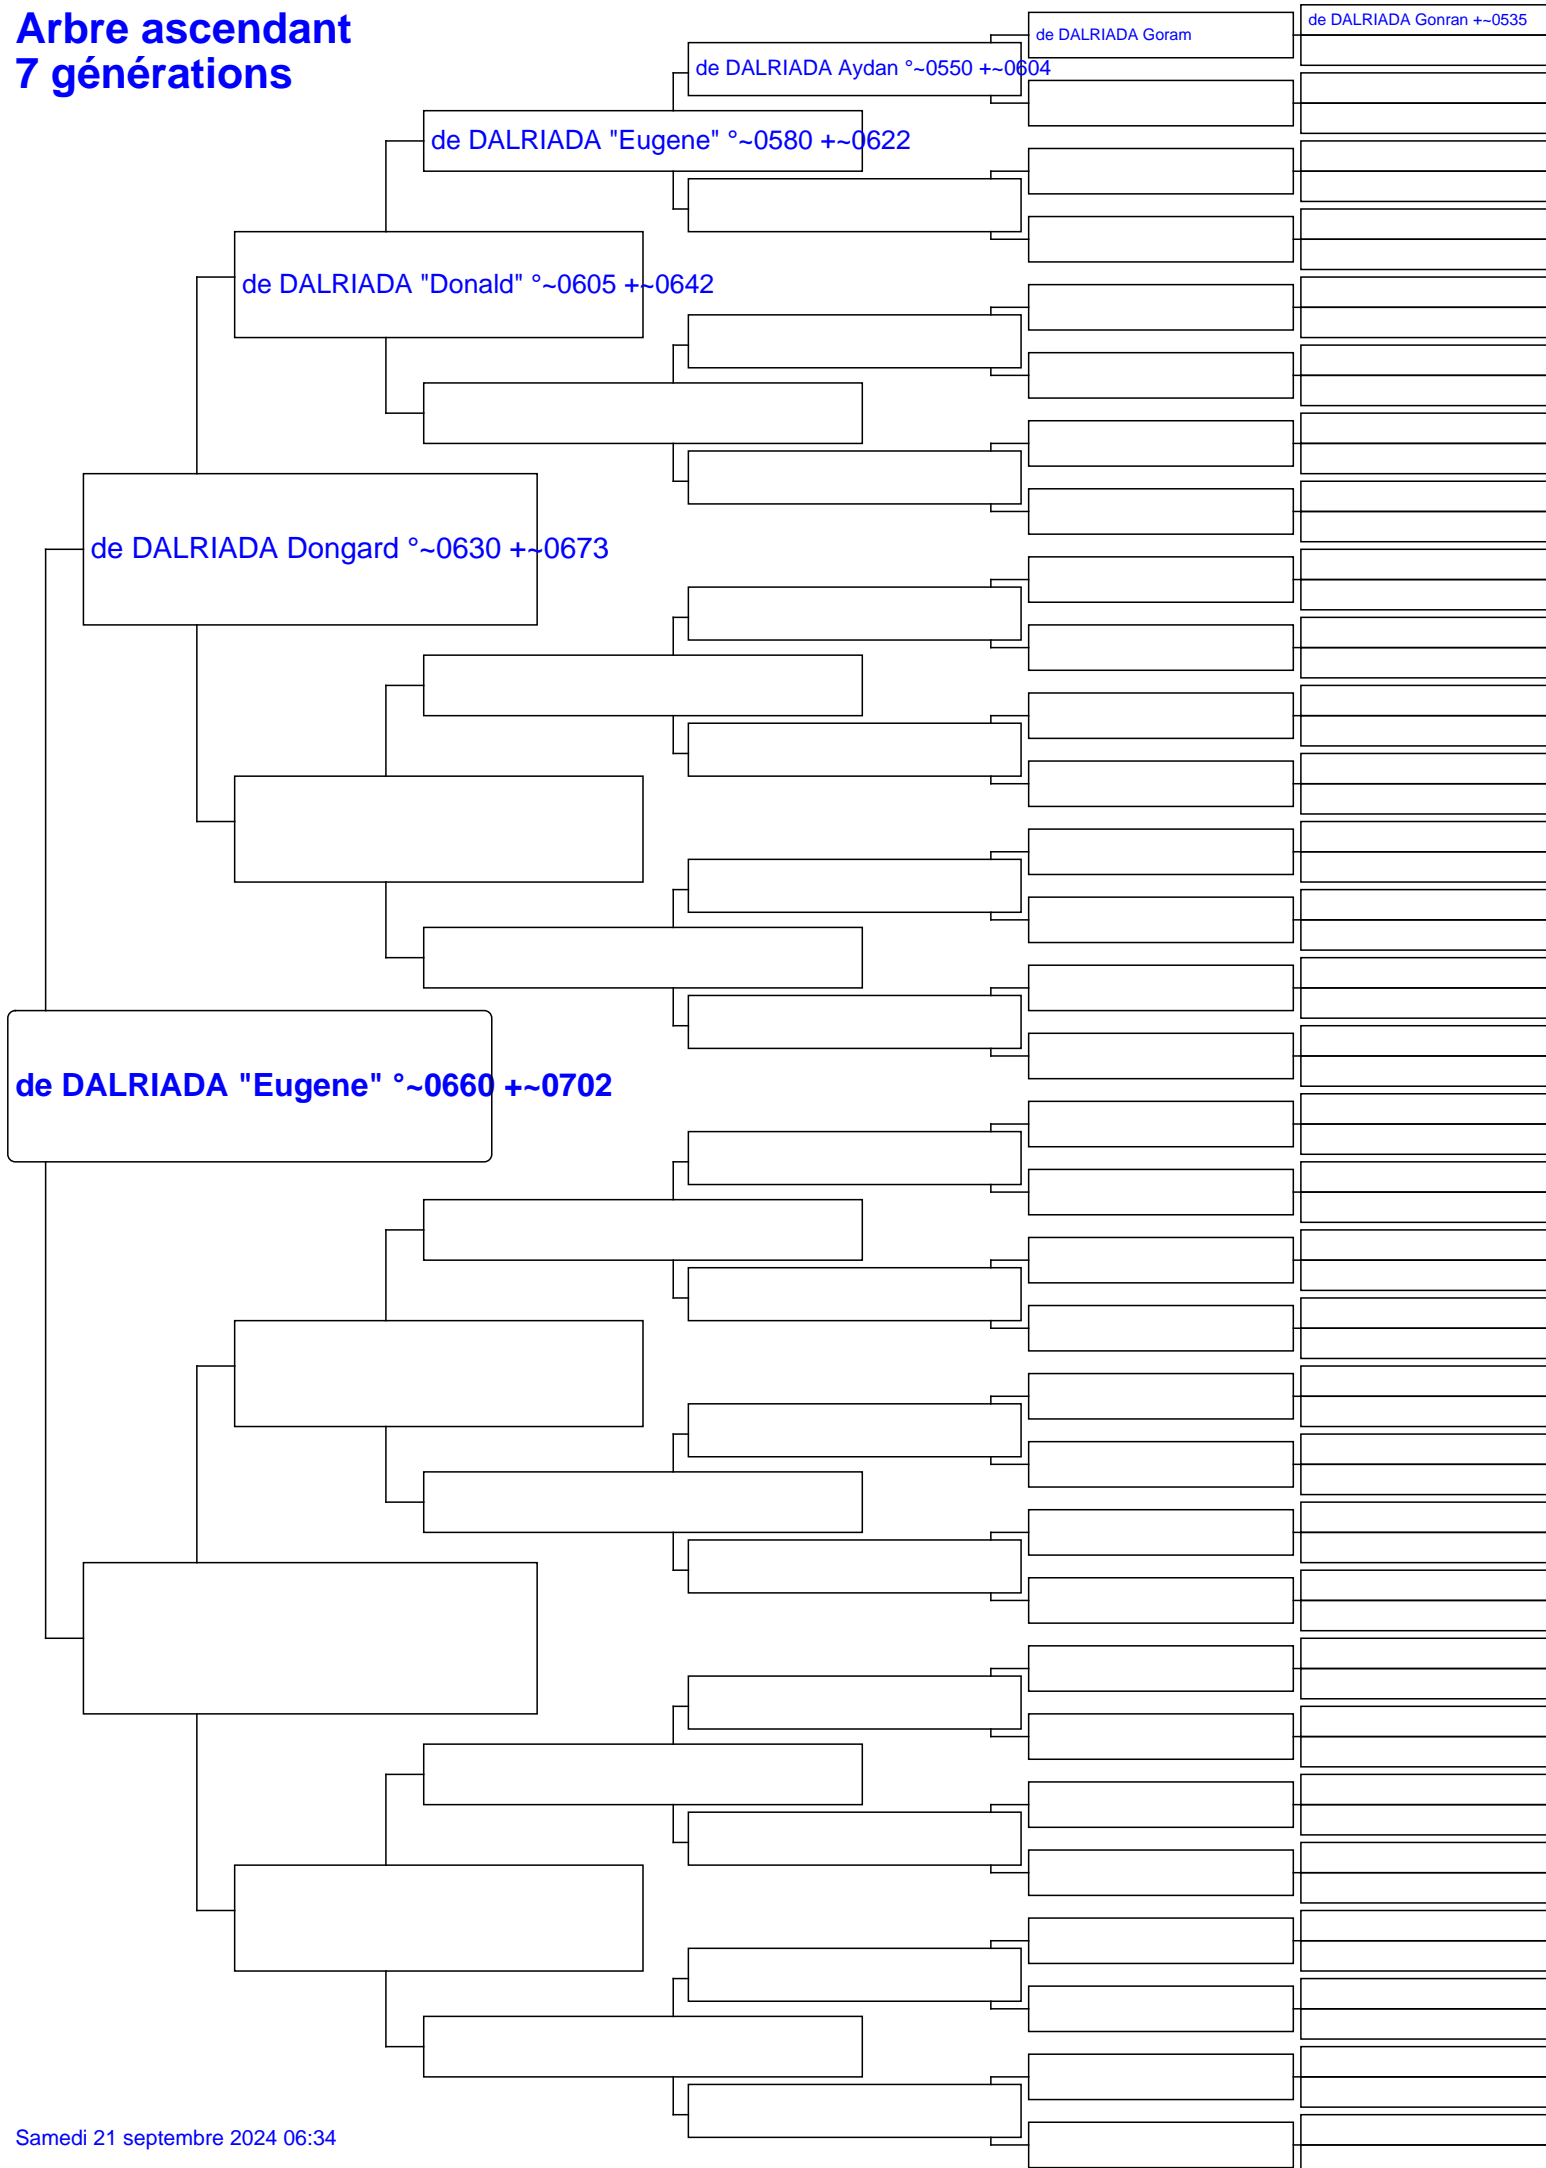 Arbre ascendant
7 générations
de DALRIADA Gonran +~0535
de DALRIADA Goram
de DALRIADA Aydan °~0550 +~0604
de DALRIADA "Eugene" °~0580 +~0622
de DALRIADA "Donald" °~0605 +~0642
de DALRIADA Dongard °~0630 +~0673
de DALRIADA "Eugene" °~0660 +~0702
Samedi 21 septembre 2024 06:34